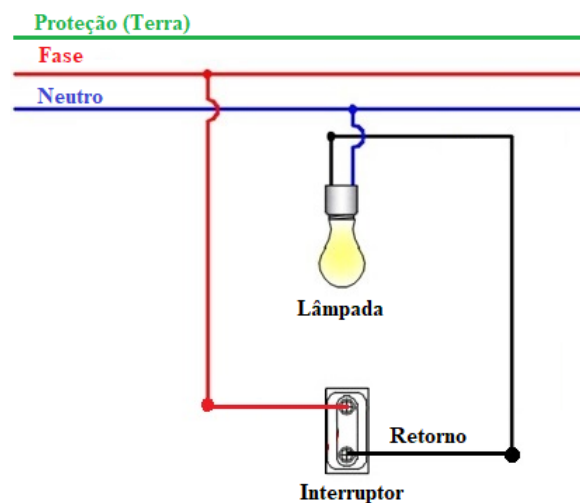 Proteção (Terra)
Fase
Neutro
Lâmpada
Retorno
Interruptor